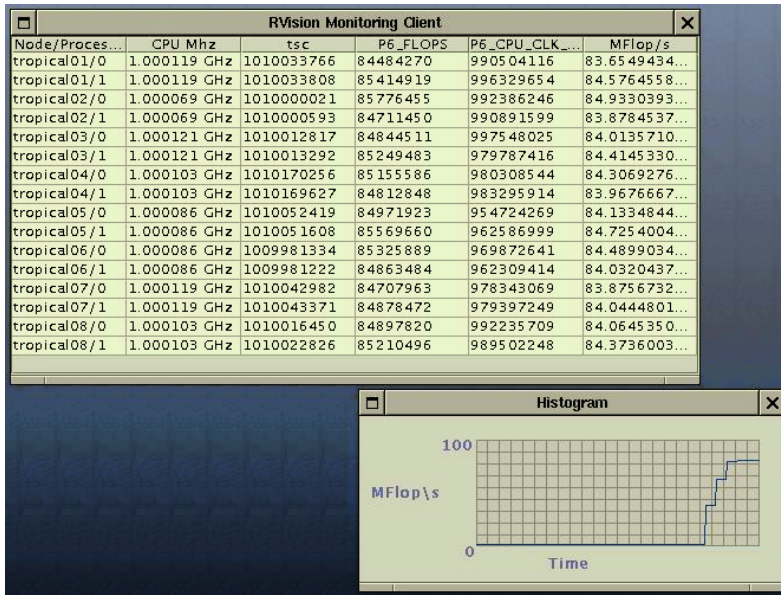 RVision Monitoring Client
Node/Proces... CPU Mhz tsc P6_FLOPS P6_CPU_CLK_... MFlop/s
tropical01/0 1.000119 GHz 1010033766 84484270 990504116 83.6549434...
tropical01/1 1.000119 GHz 1010033808 85414919 996329654 84.5764558...
tropical02/0 1.000069 GHz 1010000021 85776455 992386246 84.9330393...
tropical02/1 1.000069 GHz 1010000593 84711450 990891599 83.8784537...
tropical03/0 1.000121 GHz 1010012817 84844511 997548025 84.0135710...
tropical03/1 1.000121 GHz 1010013292 85249483 979787416 84.4145330...
tropical04/0 1.000103 GHz 1010170256 85155586 980308544 84.3069276...
tropical04/1 1.000103 GHz 1010169627 84812848 983295914 83.9676667...
tropical05/0 1.000086 GHz 1010052419 84971923 954724269 84.1334844...
tropical05/1 1.000086 GHz 1010051608 85569660 962586999 84.7254004...
tropical06/0 1.000086 GHz 1009981334 85325889 969872641 84.4899034...
tropical06/1 1.000086 GHz 1009981222 84863484 962309414 84.0320437...
tropical07/0 1.000119 GHz 1010042982 84707963 978343069 83.8756732...
tropical07/1 1.000119 GHz 1010043371 84878472 979397249 84.0444801...
tropical08/0 1.000103 GHz 1010016450 84897820 992235709 84.0645350...
tropical08/1 1.000103 GHz 1010022826 85210496 989502248 84.3736003...
Histogram
100
MFlop\s
0
Time